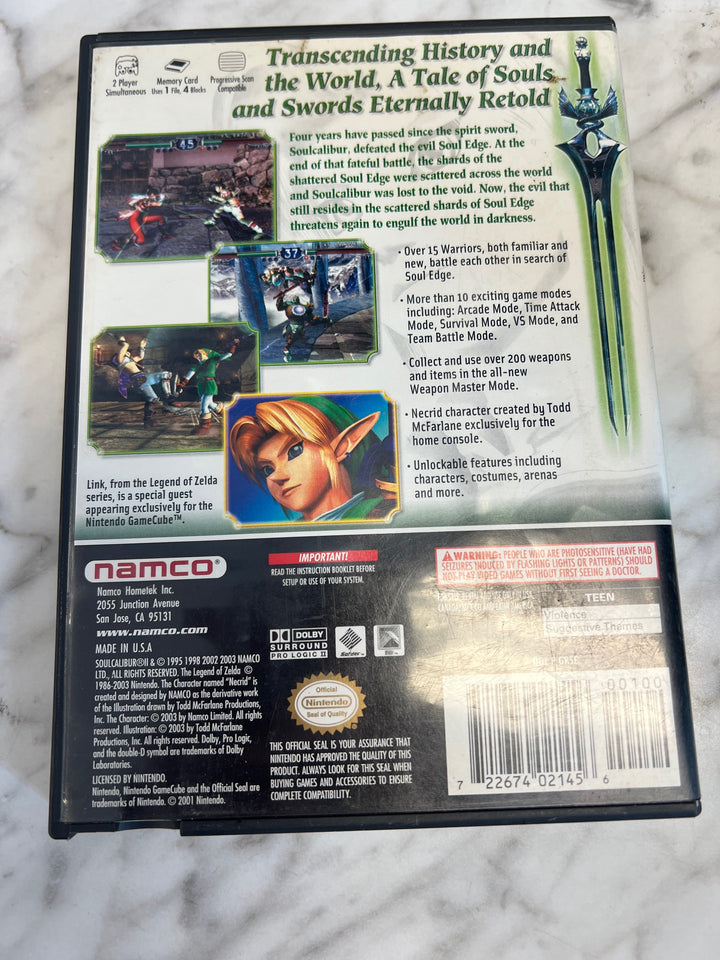 Transcending History and
the World, A Tale of Souls
and Swords Eternally Retold
2 Player
Simultaneous
Memory Card
Uses 1 File, 4 Blocks
Progressive Scan
Compatible
Four years have passed since the spirit sword,
Soulcalibur, defeated the evil Soul Edge. At the
end of that fateful battle, the shards of the
shattered Soul Edge were scattered across the world
and Soulcalibur was lost to the void. Now, the evil that
still resides in the scattered shards of Soul Edge
threatens again to engulf the world in darkness.
45
37
• Over 15 Warriors, both familiar and
new, battle each other in search of
Soul Edge.
• More than 10 exciting game modes
including: Arcade Mode, Time Attack
Mode, Survival Mode, VS Mode, and
Team Battle Mode.
• Collect and use over 200 weapons
and items in the all-new
Weapon Master Mode.
• Necrid character created by Todd
McFarlane exclusively for the
home console.
• Unlockable features including
characters, costumes, arenas
and more.
Link, from the Legend of Zelda
series, is a special guest
appearing exclusively for the
Nintendo GameCube™.
namco®
Namco Hometek Inc.
2055 Junction Avenue
San Jose, CA 95131
www.namco.com
MADE IN U.S.A
SOULCALIBUR®II & © 1995 1998 2002 2003 NAMCO
LTD., ALL RIGHTS RESERVED. The Legend of Zelda ©
1986-2003 Nintendo. The Character named "Necrid" is
created and designed by NAMCO as the derivative work
of the Illustration drawn by Todd McFarlane Productions,
Inc. The Character: © 2003 by Namco Limited. All rights
reserved. Illustration: © 2003 by Todd McFarlane
Productions, Inc. All rights reserved. Dolby, Pro Logic,
and the double-D symbol are trademarks of Dolby
Laboratories.
LICENSED BY NINTENDO.
Nintendo, Nintendo GameCube and the Official Seal are
trademarks of Nintendo. © 2001 Nintendo.
IMPORTANT!
READ THE INSTRUCTION BOOKLET BEFORE
SETUP OR USE OF YOUR SYSTEM.
DOLBY
SURROUND
PRO LOGIC II
Official
Nintendo
Seal of Quality
THIS OFFICIAL SEAL IS YOUR ASSURANCE THAT
NINTENDO HAS APPROVED THE QUALITY OF THIS
PRODUCT. ALWAYS LOOK FOR THIS SEAL WHEN
BUYING GAMES AND ACCESSORIES TO ENSURE
COMPLETE COMPATIBILITY.
WARNING: PEOPLE WHO ARE PHOTOSENSITIVE (HAVE HAD
SEIZURES INDUCED BY FLASHING LIGHTS OR PATTERNS) SHOULD
NOT PLAY VIDEO GAMES WITHOUT FIRST SEEING A DOCTOR.
TEEN
Violence
Suggestive Themes
00100
7 22674 02145 6